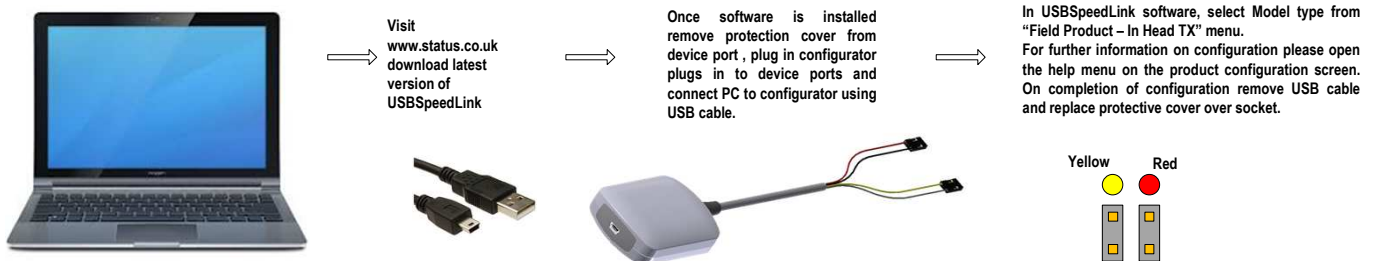 Visit
www.status.co.uk
download latest
version of
USBSpeedLink
Once software is installed
remove protection cover from
device port , plug in configurator
plugs in to device ports and
connect PC to configurator using
USB cable.
In USBSpeedLink software, select Model type from
“Field Product – In Head TX” menu.
For further information on configuration please open
the help menu on the product configuration screen.
On completion of configuration remove USB cable
and replace protective cover over socket.
Yellow Red